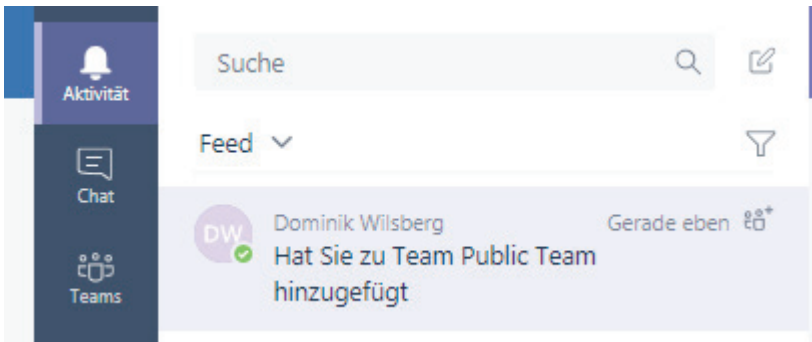 Aktivität
Chat
Teams
Suche
Feed
DW
Dominik Wilsberg Gerade eben
Hat Sie zu Team Public Team
hinzugefügt